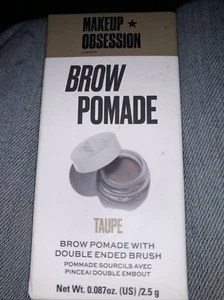 MAKEUP ★
OBSESSION
BROW
POMADE
TAUPE
BROW POMADE WITH
DOUBLE ENDED BRUSH
POMMADE SOURCILS AVEC
PINCEAI DOUBLE EMBOUT
Net Wt. 0.087oz. (US) /2.5 g